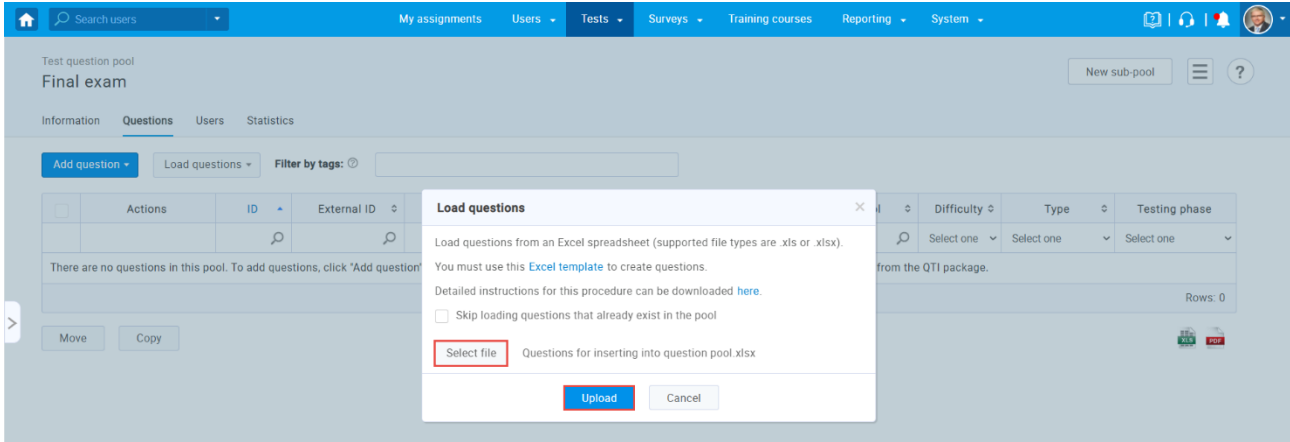 Search users
My assignments Users Tests Surveys Training courses Reporting System
Test question pool
Final exam
New sub-pool
?
Information Questions Users Statistics
Add question Load questions Filter by tags: ?
Load questions
Actions ID External ID Difficulty Type Testing phase
Select one Select one Select one
Load questions from an Excel spreadsheet (supported file types are .xls or .xlsx).
There are no questions in this pool. To add questions, click "Add question" from the QTI package.
You must use this Excel template to create questions.
Detailed instructions for this procedure can be downloaded here.
Rows: 0
Skip loading questions that already exist in the pool
Move Copy
XLS PDF
Select file Questions for inserting into question pool.xlsx
Upload Cancel